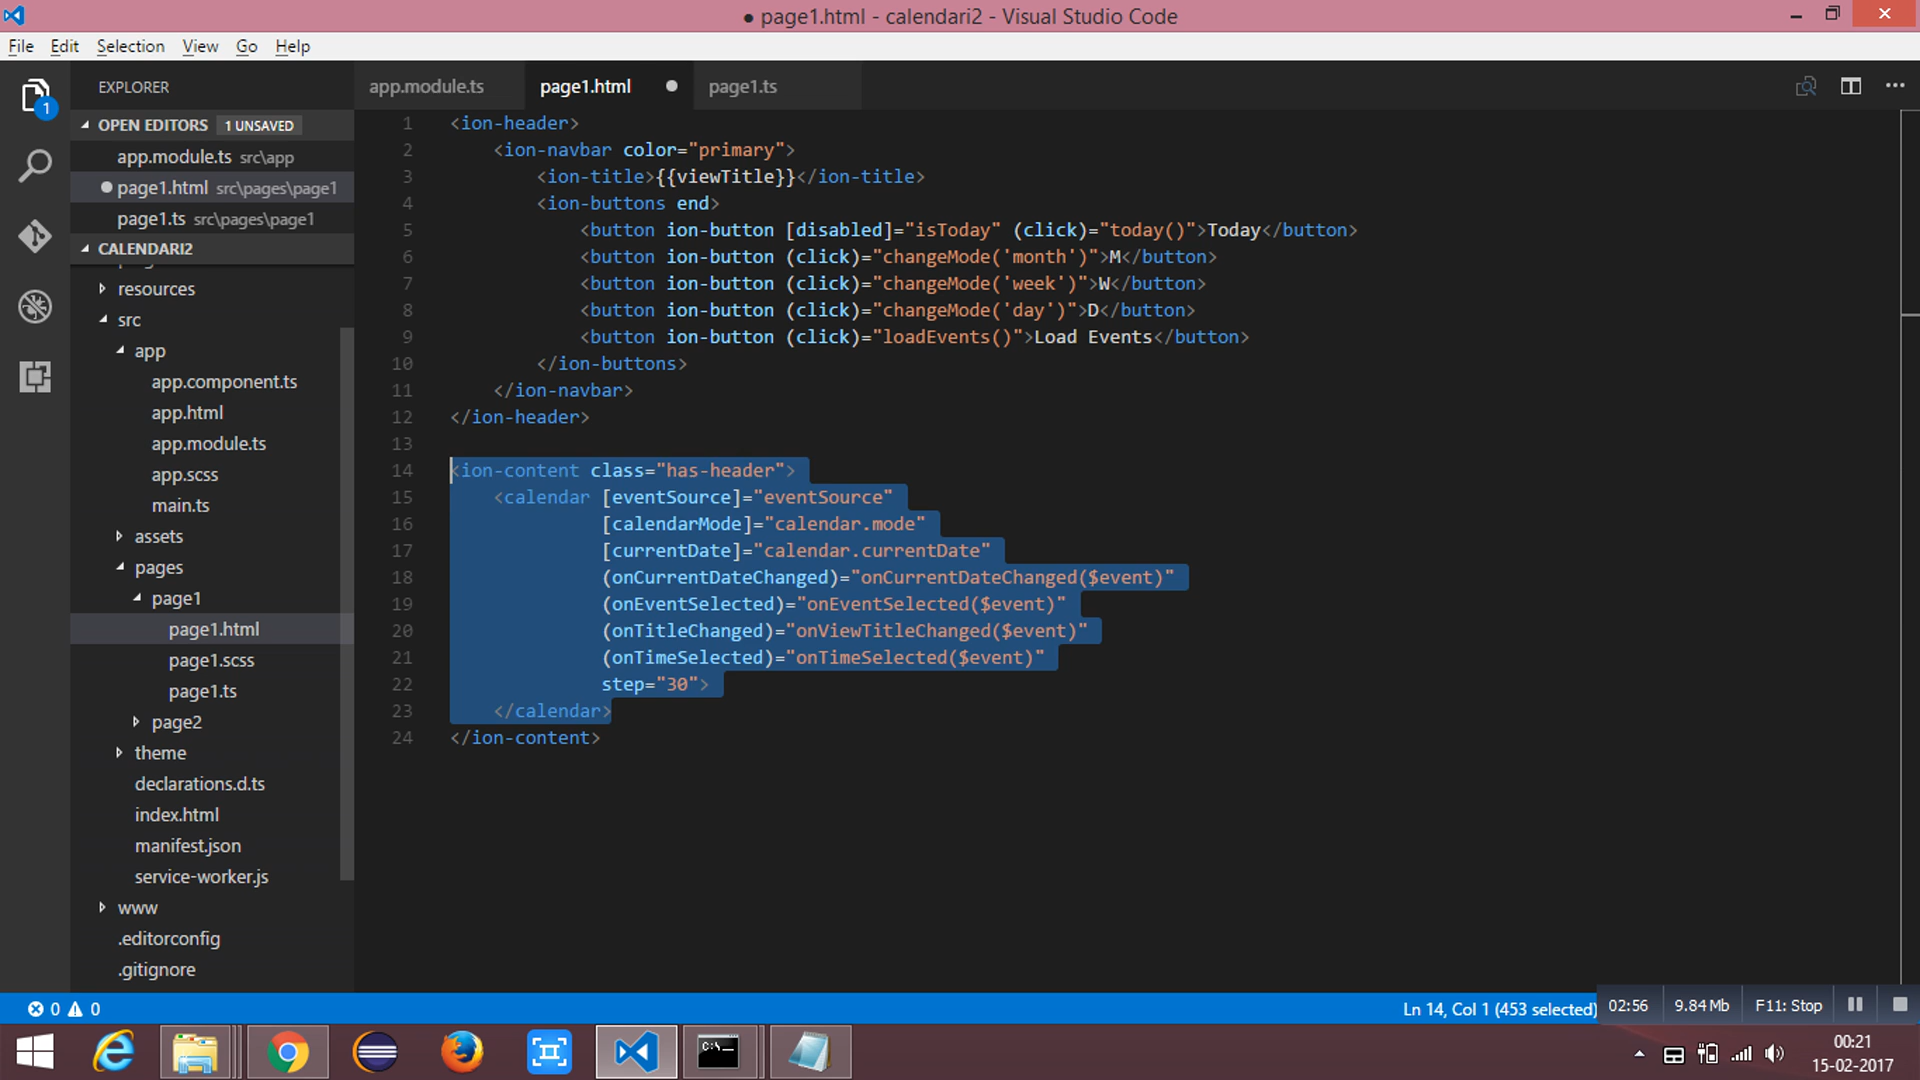 ● page1.html - calendari2 - Visual Studio Code
File Edit Selection View Go Help
EXPLORER
app.module.ts page1.html page1.ts
1
OPEN EDITORS 1 UNSAVED
app.module.ts src\app
page1.html src\pages\page1
page1.ts src\pages\page1
CALENDARI2
resources
src
app
app.component.ts
app.html
app.module.ts
app.scss
main.ts
assets
pages
page1
page1.html
page1.scss
page1.ts
page2
theme
declarations.d.ts
index.html
manifest.json
service-worker.js
www
.editorconfig
.gitignore
1 <ion-header>
2 <ion-navbar color="primary">
3 <ion-title>{{viewTitle}}</ion-title>
4 <ion-buttons end>
5 <button ion-button [disabled]="isToday" (click)="today()">Today</button>
6 <button ion-button (click)="changeMode('month')">M</button>
7 <button ion-button (click)="changeMode('week')">W</button>
8 <button ion-button (click)="changeMode('day')">D</button>
9 <button ion-button (click)="loadEvents()">Load Events</button>
10 </ion-buttons>
11 </ion-navbar>
12 </ion-header>
13
14 <ion-content class="has-header">
15 <calendar [eventSource]="eventSource"
16 [calendarMode]="calendar.mode"
17 [currentDate]="calendar.currentDate"
18 (onCurrentDateChanged)="onCurrentDateChanged($event)"
19 (onEventSelected)="onEventSelected($event)"
20 (onTitleChanged)="onViewTitleChanged($event)"
21 (onTimeSelected)="onTimeSelected($event)"
22 step="30">
23 </calendar>
24 </ion-content>
0 0
Ln 14, Col 1 (453 selected)
02:56 9.84 Mb F11: Stop
C:\_
00:21
15-02-2017